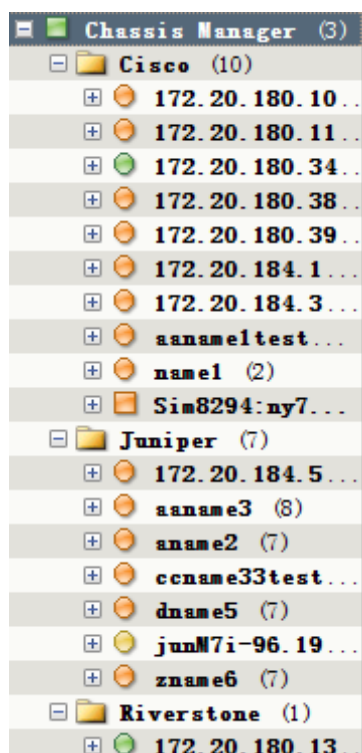 Chassis Manager (3)
Cisco (10)
172.20.180.10..
172.20.180.11..
172.20.180.34..
172.20.180.38..
172.20.180.39..
172.20.184.1...
172.20.184.3...
aaname1test...
name1 (2)
Sim8294:ny7...
Juniper (7)
172.20.184.5...
aaname3 (8)
aname2 (7)
ccname33test...
dname5 (7)
junM7i-96.19...
zname6 (7)
Riverstone (1)
172.20.180.13..